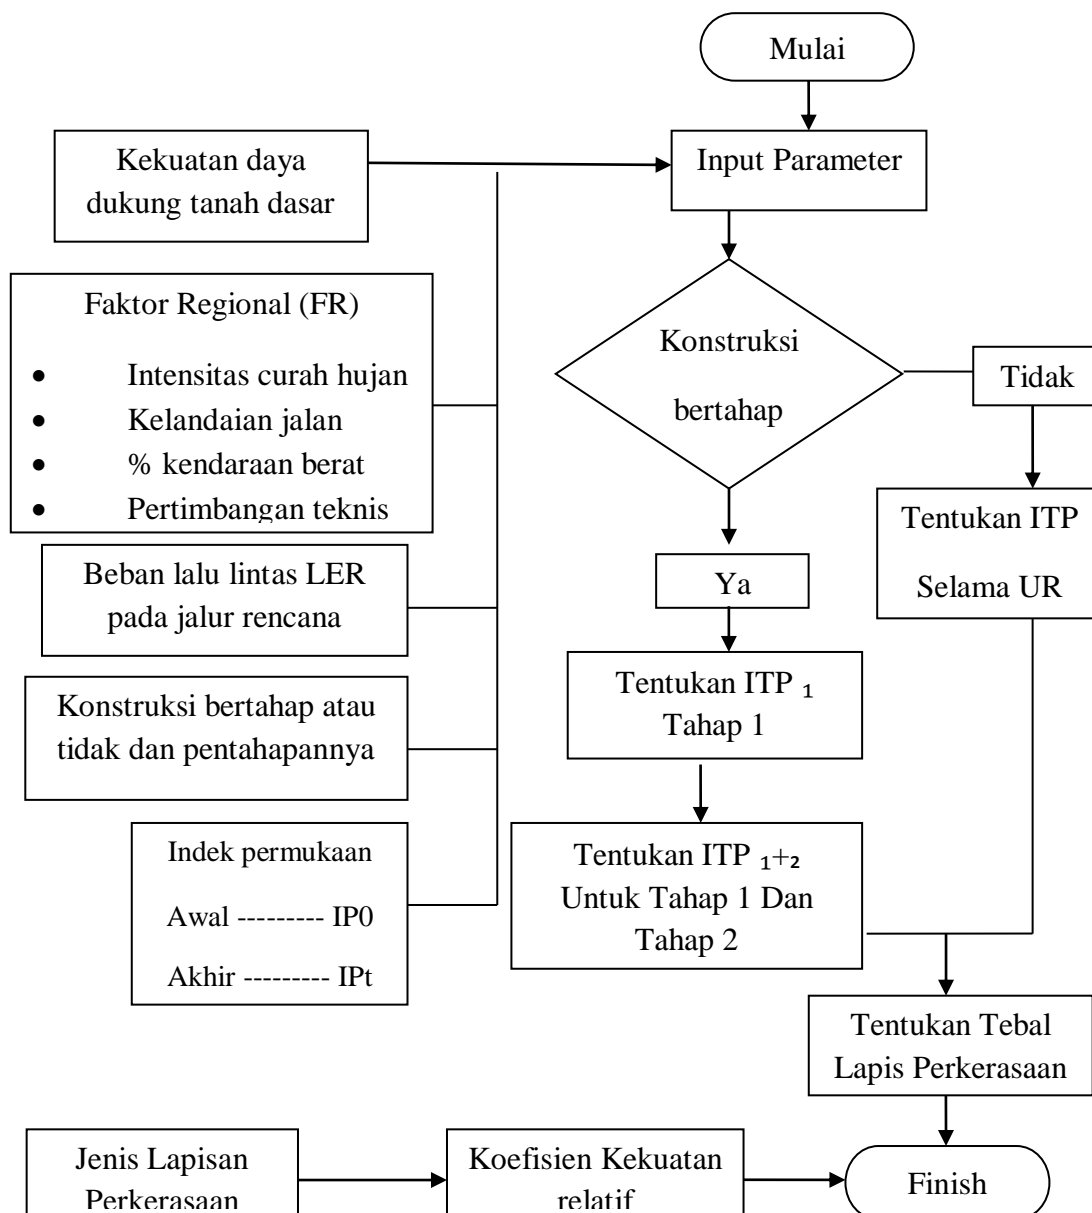 Mulai
Kekuatan daya
dukung tanah dasar
Input Parameter
Faktor Regional (FR)
• Intensitas curah hujan
• Kelandaian jalan
• % kendaraan berat
• Pertimbangan teknis
Konstruksi
bertahap
Tidak
Tentukan ITP
Selama UR
Beban lalu lintas LER
pada jalur rencana
Ya
Konstruksi bertahap atau
tidak dan pentahapannya
Tentukan ITP ₁
Tahap 1
Indek permukaan
Awal --------- IP0
Akhir --------- IPt
Tentukan ITP ₁+₂
Untuk Tahap 1 Dan
Tahap 2
Tentukan Tebal
Lapis Perkerasaan
Jenis Lapisan
Perkerasaan
Koefisien Kekuatan
relatif
Finish